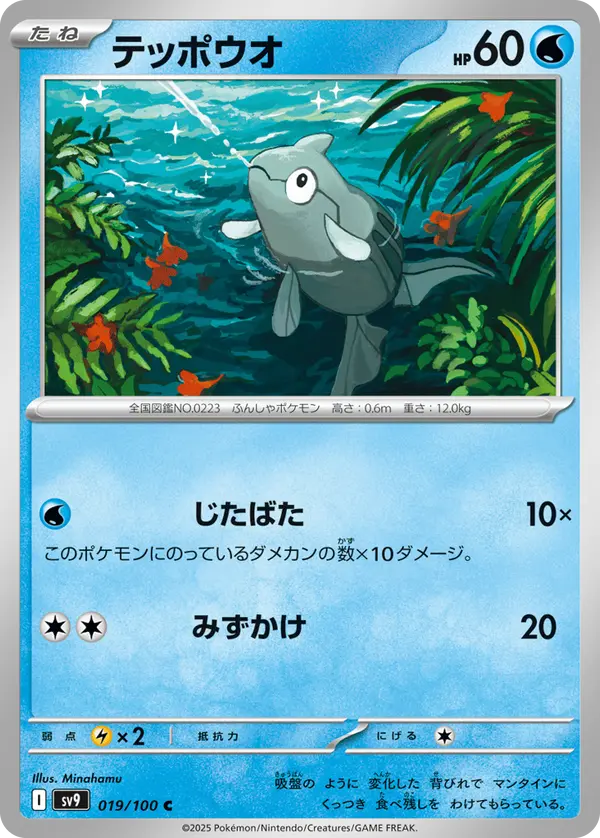 たね テッポウオ HP60
全国図鑑NO.0223 ふんしゃポケモン 高さ：0.6m 重さ：12.0kg
じたばた 10×
このポケモンにのっているダメカンの数×10ダメージ。
みずかけ 20
弱点 ×2 抵抗力 にげる
Illus. Minahamu
I sv9 019/100 C
吸盤の ように 変化した 背びれで マンタインに
くっつき 食べ残しを わけてもらっている。
©2025 Pokémon/Nintendo/Creatures/GAME FREAK.